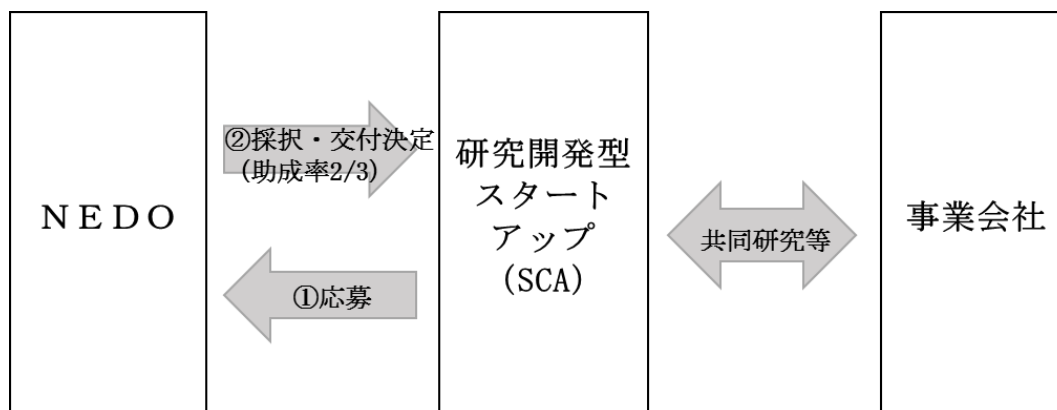 NEDO
②採択・交付決定
(助成率2/3)
①応募
研究開発型
スタート
アップ
(SCA)
共同研究等
事業会社